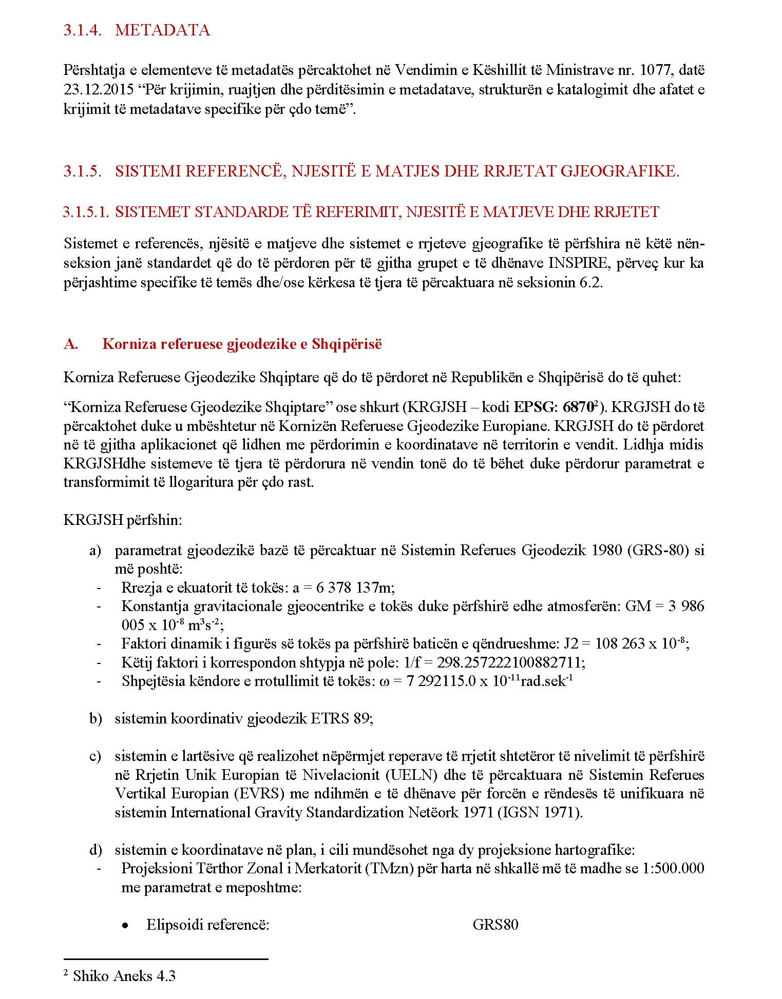 3.1.4. METADATA
Përshtatja e elementeve të metadatës përcaktohet në Vendimin e Këshillit të Ministrave nr. 1077, datë
23.12.2015 “Për krijimin, ruajtjen dhe përditësimin e metadatave, strukturën e katalogimit dhe afatet e
krijimit të metadatave specifike për çdo temë”.
3.1.5. SISTEMI REFERENCË, NJESITË E MATJES DHE RRJETAT GJEOGRAFIKE.
3.1.5.1. SISTEMET STANDARDE TË REFERIMIT, NJESITË E MATJEVE DHE RRJETET
Sistemet e referencës, njësitë e matjeve dhe sistemet e rrjeteve gjeografike të përfshira në këtë nën-
seksion janë standardet që do të përdoren për të gjitha grupet e të dhënave INSPIRE, përveç kur ka
përjashtime specifike të temës dhe/ose kërkesa të tjera të përcaktuara në seksionin 6.2.
A. Korniza referuese gjeodezike e Shqipërisë
Korniza Referuese Gjeodezike Shqiptare që do të përdoret në Republikën e Shqipërisë do të quhet:
“Korniza Referuese Gjeodezike Shqiptare” ose shkurt (KRGJSH – kodi EPSG: 6870²). KRGJSH do të
përcaktohet duke u mbështetur në Kornizën Referuese Gjeodezike Europiane. KRGJSH do të përdoret
në të gjitha aplikacionet që lidhen me përdorimin e koordinatave në territorin e vendit. Lidhja midis
KRGJSHdhe sistemeve të tjera të përdorura në vendin tonë do të bëhet duke përdorur parametrat e
transformimit të llogaritura për çdo rast.
KRGJSH përfshin:
a) parametrat gjeodezikë bazë të përcaktuar në Sistemin Referues Gjeodezik 1980 (GRS-80) si
më poshtë:
- Rrezja e ekuatorit të tokës: a = 6 378 137m;
- Konstantja gravitacionale gjeocentrike e tokës duke përfshirë edhe atmosferën: GM = 3 986
005 x 10⁻⁸ m³s⁻²;
- Faktori dinamik i figurës së tokës pa përfshirë baticën e qëndrueshme: J2 = 108 263 x 10⁻⁸;
- Këtij faktori i korrespondon shtypja në pole: 1/f = 298.257222100882711;
- Shpejtësia këndore e rrotullimit të tokës: ω = 7 292115.0 x 10⁻¹¹rad.sek⁻¹
b) sistemin koordinativ gjeodezik ETRS 89;
c) sistemin e lartësive që realizohet nëpërmjet reperave të rrjetit shtetëror të nivelimit të përfshirë
në Rrjetin Unik Europian të Nivelacionit (UELN) dhe të përcaktuara në Sistemin Referues
Vertikal Europian (EVRS) me ndihmën e të dhënave për forcën e rëndesës të unifikuara në
sistemin International Gravity Standardization Netëork 1971 (IGSN 1971).
d) sistemin e koordinatave në plan, i cili mundësohet nga dy projeksione hartografike:
- Projeksioni Tërthor Zonal i Merkatorit (TMzn) për harta në shkallë më të madhe se 1:500.000
me parametrat e meposhtme:
• Elipsoidi referencë: GRS80
² Shiko Aneks 4.3